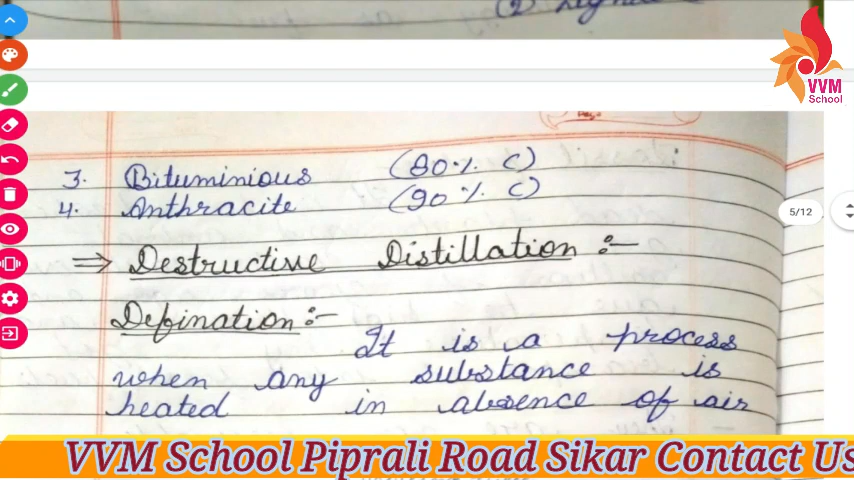 VVM
School
3. Bituminious (80% C)
4. Anthracite (90% C)
5/12
⇒ Destructive Distillation :-
Defination :-
It is a process
when any substance is
heated in absence of air
VVM School Piprali Road Sikar Contact Us